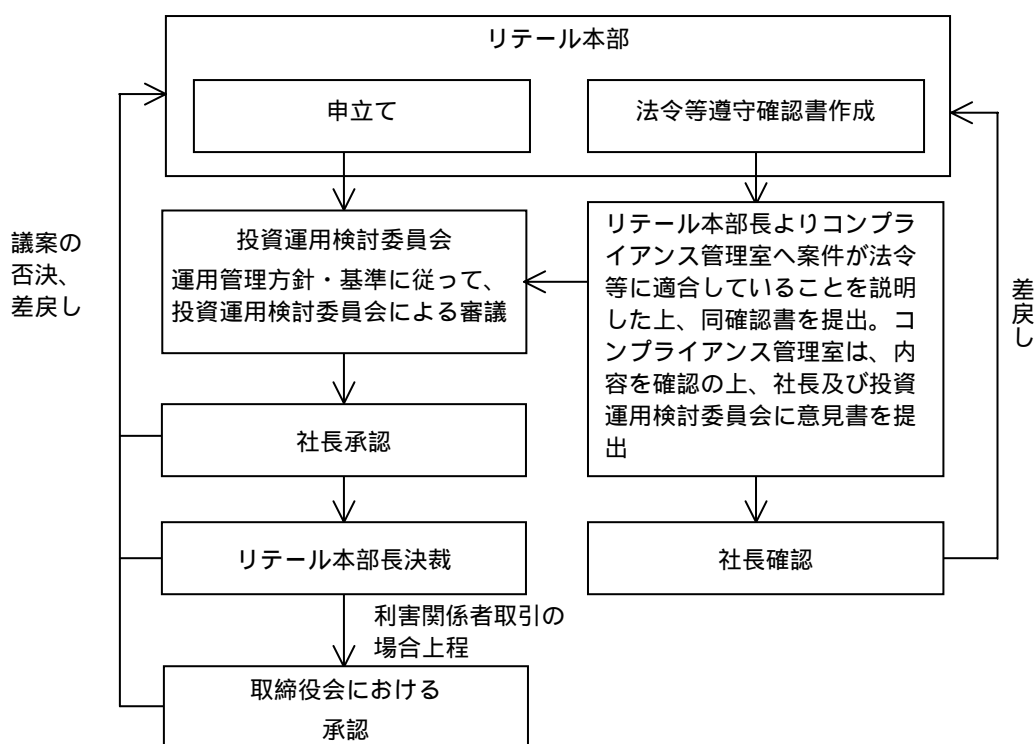 リテール本部
申立て
法令等遵守確認書作成
議案の
否決、
差戻し
投資運用検討委員会
運用管理方針・基準に従って、
投資運用検討委員会による審議
リテール本部長よりコンプラ
イアンス管理室へ案件が法令
等に適合していることを説明
した上、同確認書を提出。コ
ンプライアンス管理室は、内
容を確認の上、社長及び投資
運用検討委員会に意見書を提
出
差戻し
社長承認
リテール本部長決裁
社長確認
利害関係者取引の
場合上程
取締役会における
承認